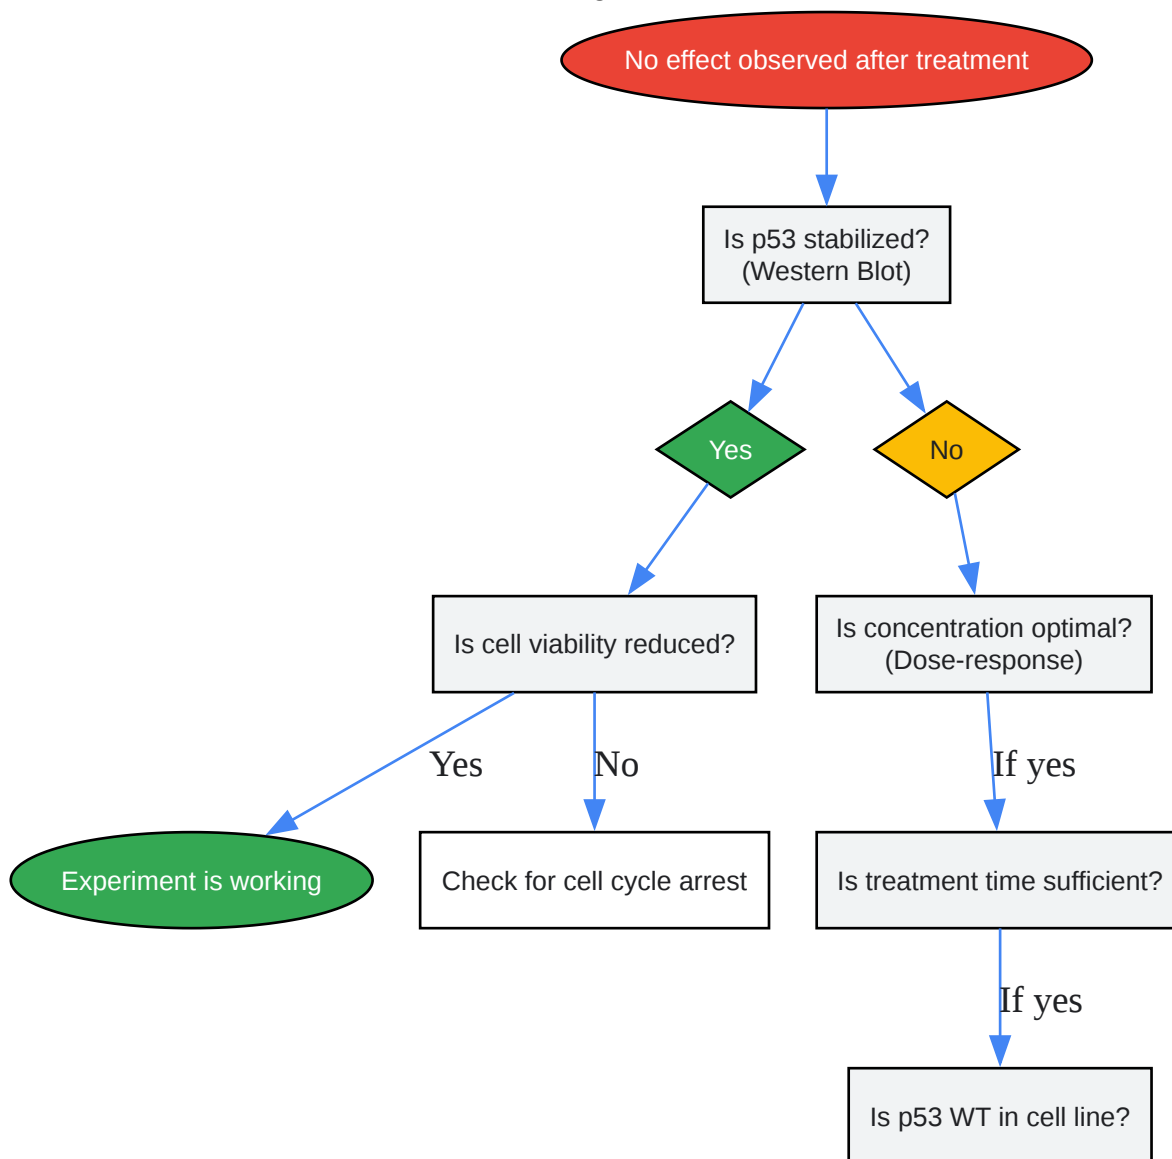 No effect observed after treatment
Is p53 stabilized?
(Western Blot)
Yes
No
Is cell viability reduced?
Is concentration optimal?
(Dose-response)
Yes
No
If yes
Experiment is working
Check for cell cycle arrest
Is treatment time sufficient?
If yes
Is p53 WT in cell line?